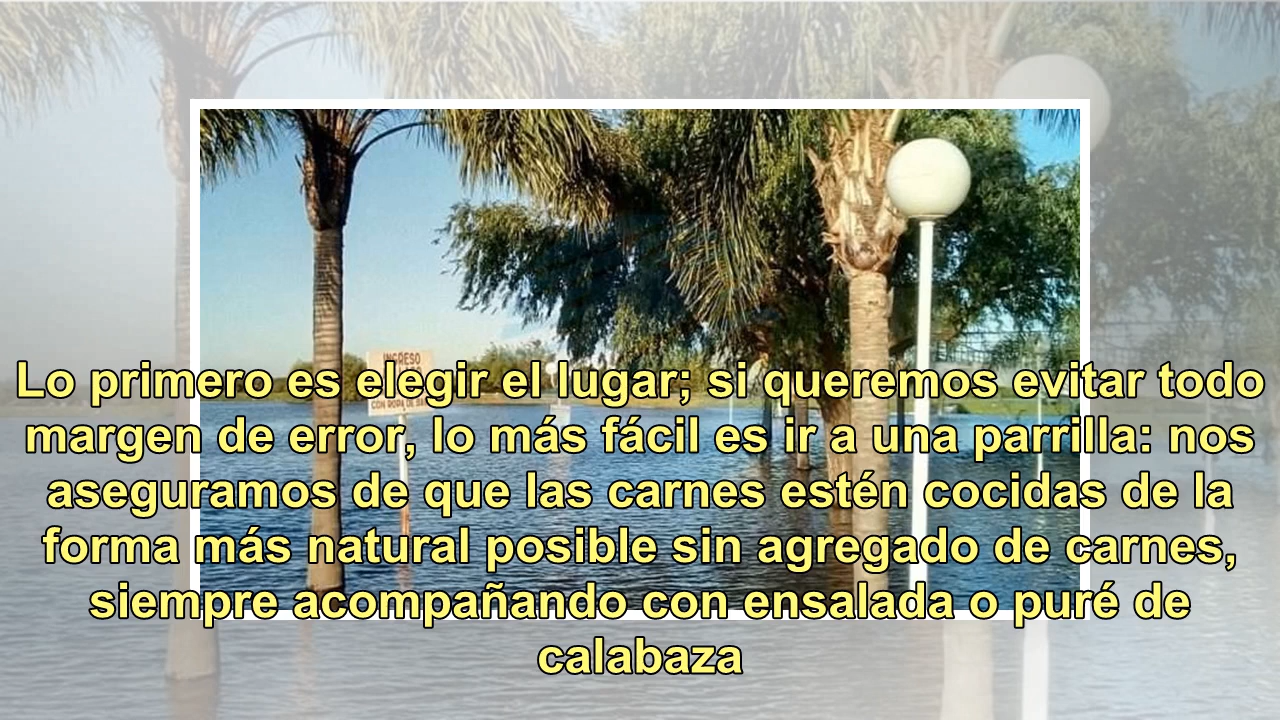 INGRESO
Lo primero es elegir el lugar; si queremos evitar todo
margen de error, lo más fácil es ir a una parrilla: nos
aseguramos de que las carnes estén cocidas de la
forma más natural posible sin agregado de carnes,
siempre acompañando con ensalada o puré de
calabaza